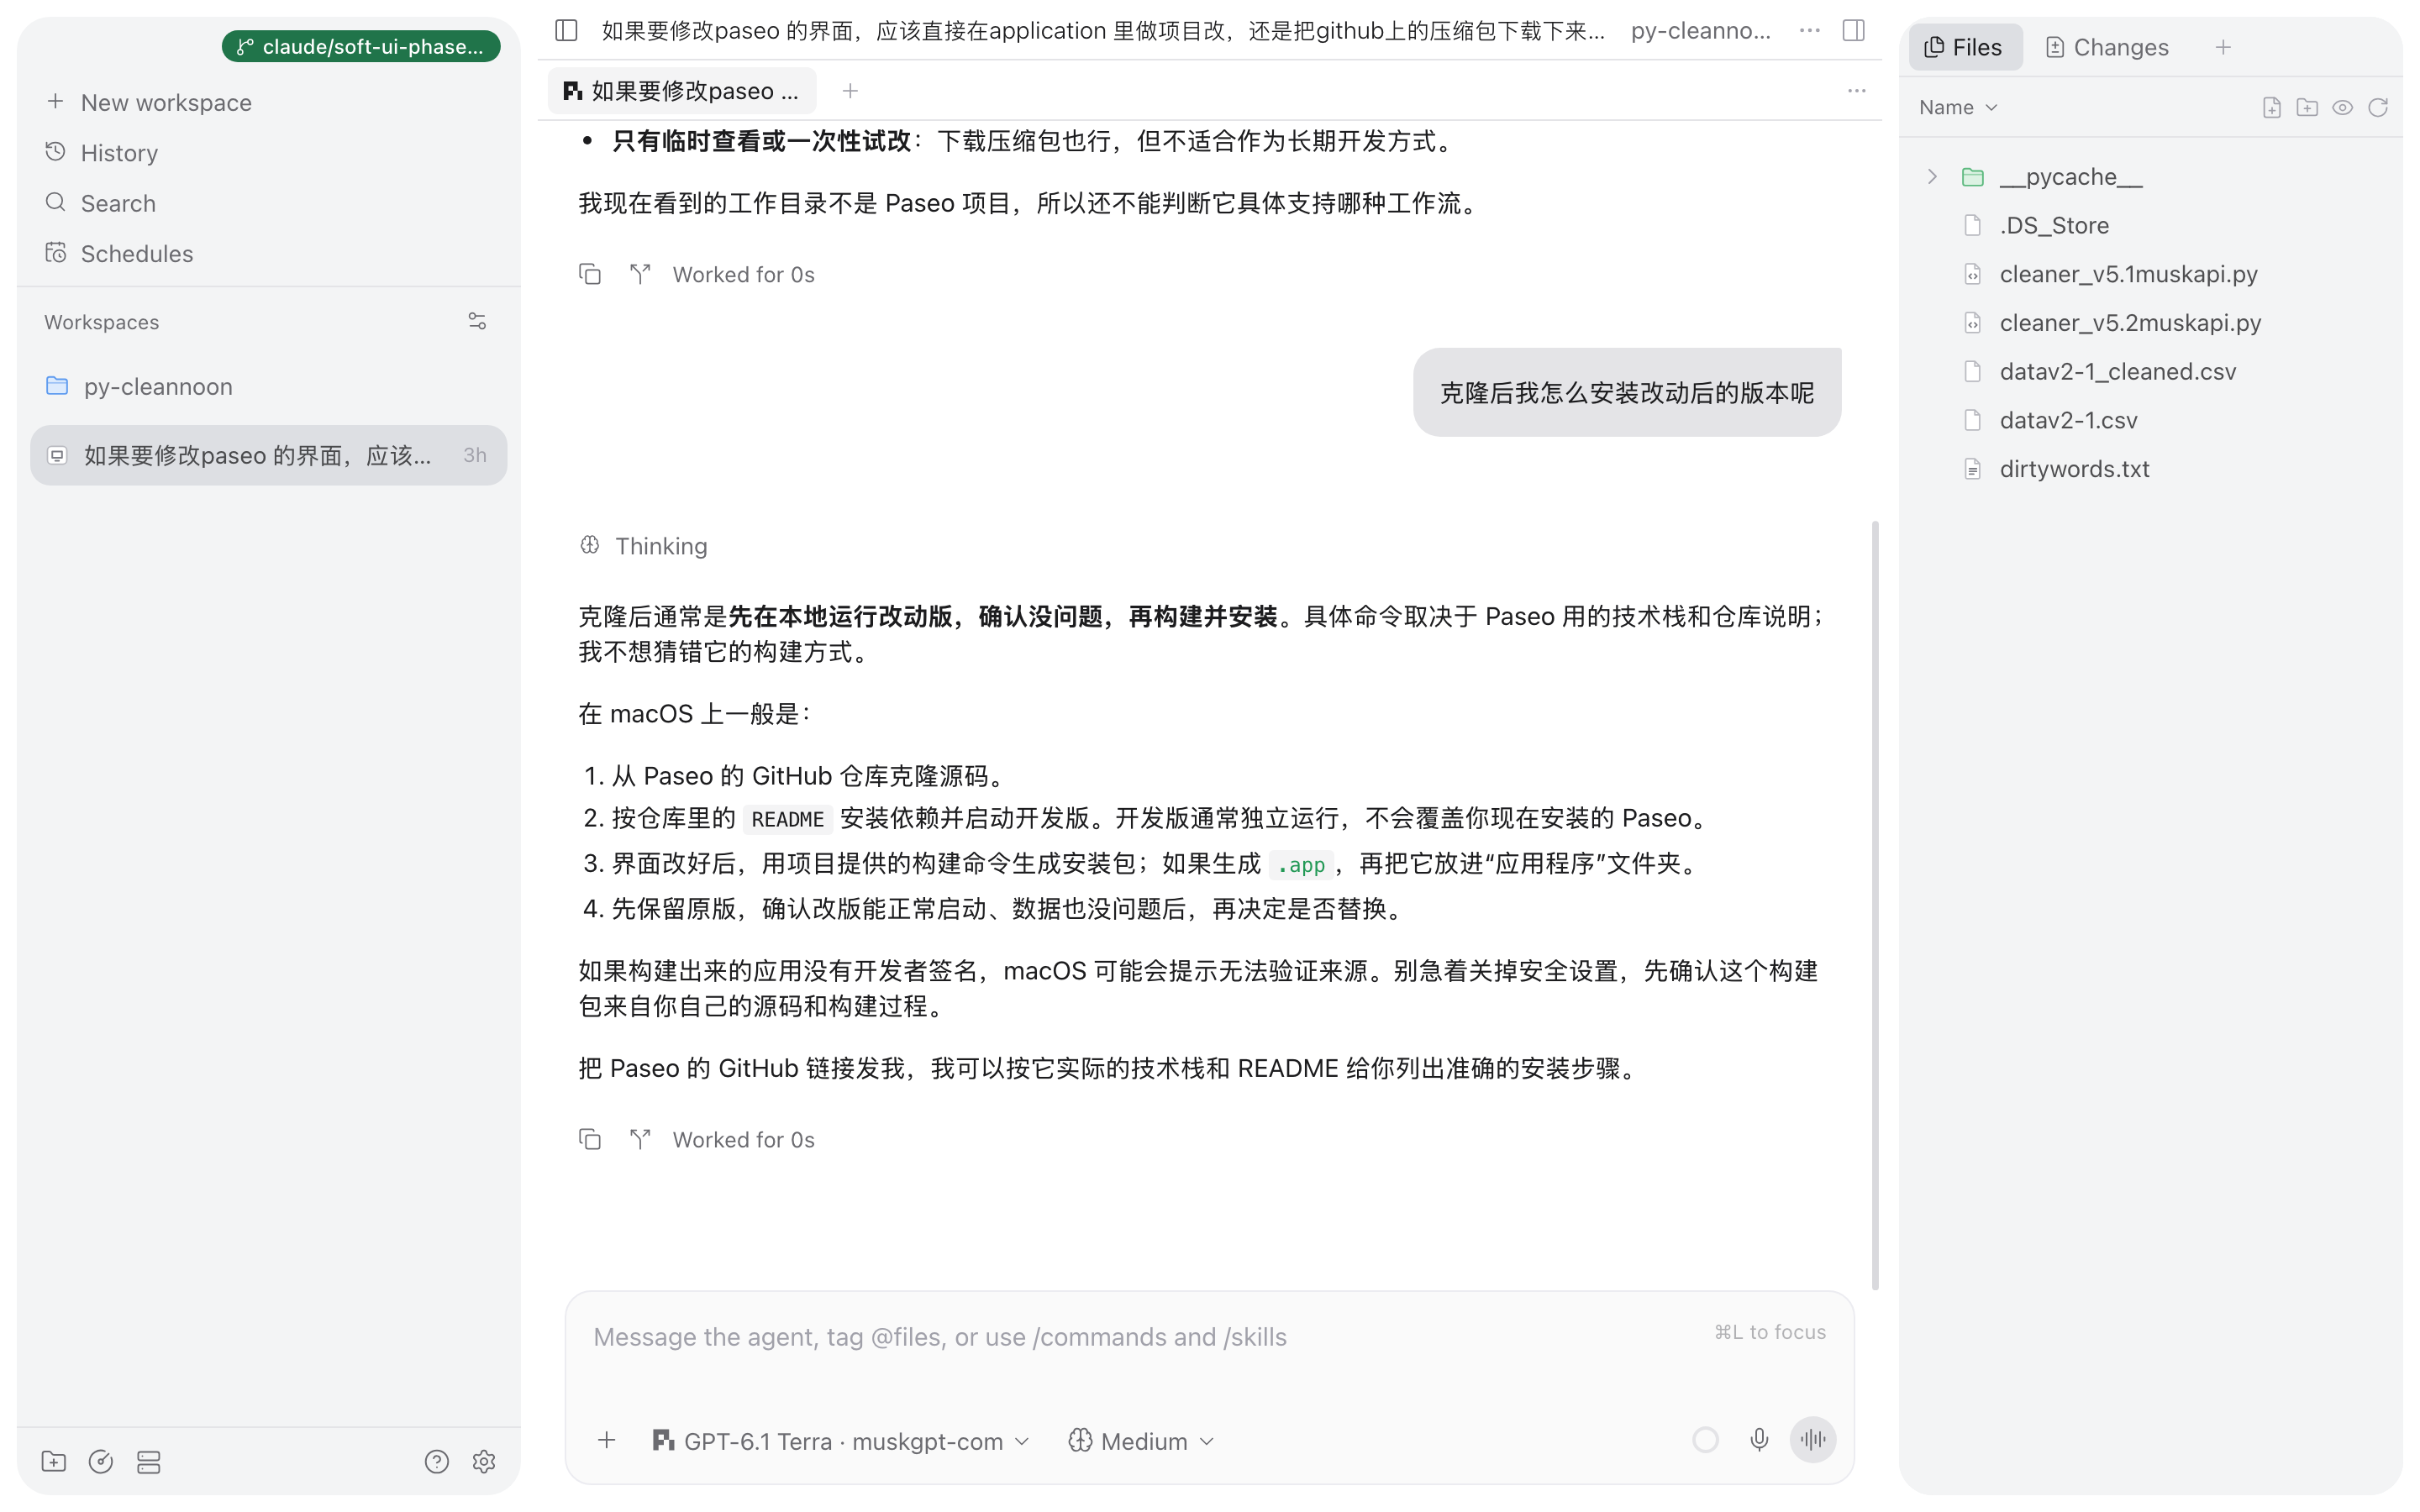 claude/soft-ui-phase...
New workspace
History
Search
Schedules
Workspaces
py-cleannoon
如果要修改paseo 的界面，应该... 3h
如果要修改paseo 的界面，应该直接在application 里做项目改，还是把github上的压缩包下载下来... py-cleanno...
如果要修改paseo ...
• 只有临时查看或一次性试改：下载压缩包也行，但不适合作为长期开发方式。
我现在看到的工作目录不是 Paseo 项目，所以还不能判断它具体支持哪种工作流。
Worked for 0s
克隆后我怎么安装改动后的版本呢
Thinking
克隆后通常是先在本地运行改动版，确认没问题，再构建并安装。具体命令取决于 Paseo 用的技术栈和仓库说明；
我不想猜错它的构建方式。
在 macOS 上一般是：
1. 从 Paseo 的 GitHub 仓库克隆源码。
2. 按仓库里的 README 安装依赖并启动开发版。开发版通常独立运行，不会覆盖你现在安装的 Paseo。
3. 界面改好后，用项目提供的构建命令生成安装包；如果生成 .app，再把它放进“应用程序”文件夹。
4. 先保留原版，确认改版能正常启动、数据也没问题后，再决定是否替换。
如果构建出来的应用没有开发者签名，macOS 可能会提示无法验证来源。别急着关掉安全设置，先确认这个构建
包来自你自己的源码和构建过程。
把 Paseo 的 GitHub 链接发我，我可以按它实际的技术栈和 README 给你列出准确的安装步骤。
Worked for 0s
Message the agent, tag @files, or use /commands and /skills
⌘L to focus
GPT-6.1 Terra · muskgpt-com
Medium
Files
Changes
Name
__pycache__
.DS_Store
cleaner_v5.1muskapi.py
cleaner_v5.2muskapi.py
datav2-1_cleaned.csv
datav2-1.csv
dirtywords.txt